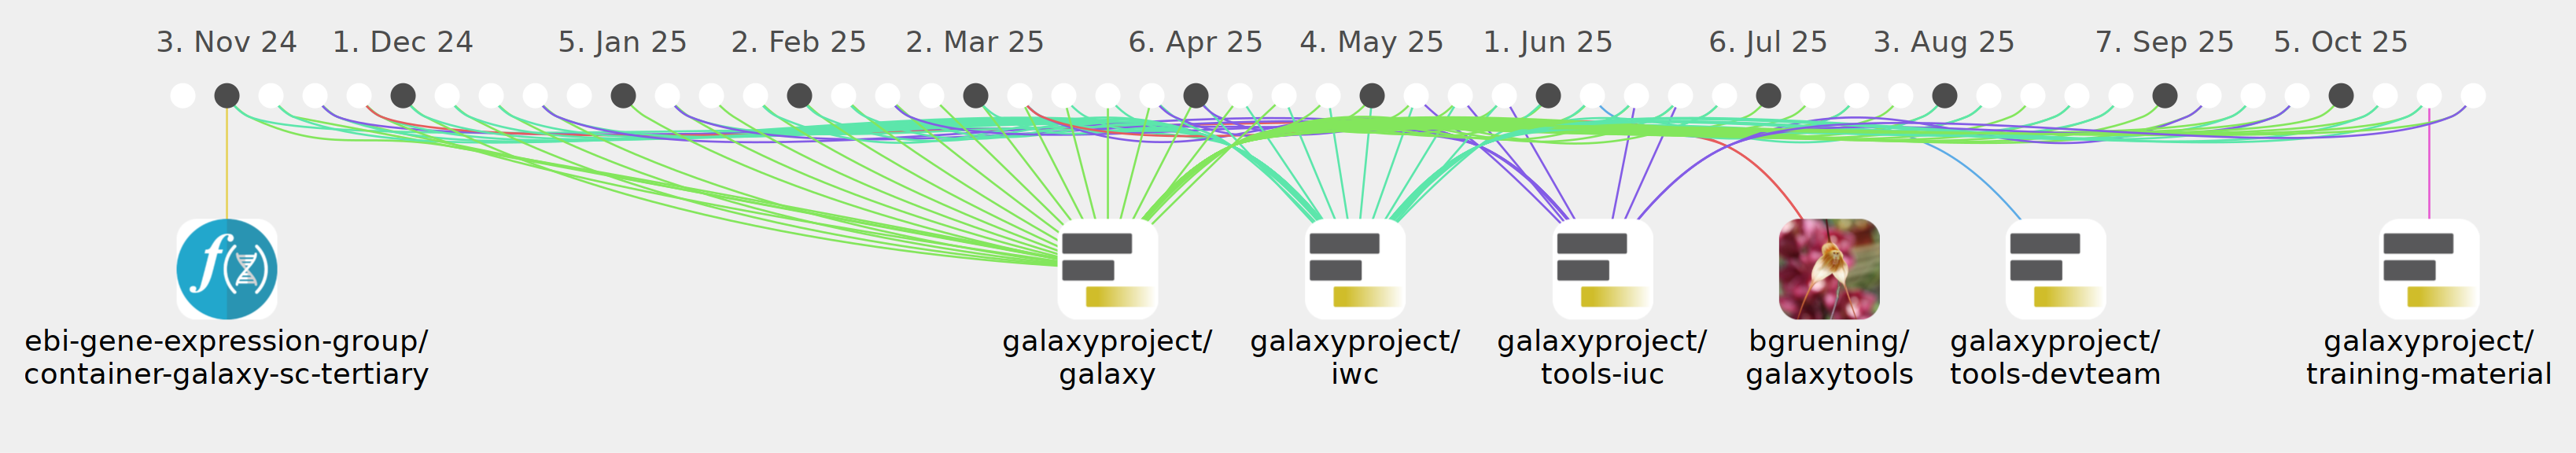 3. Nov 24 1. Dec 24 5. Jan 25 2. Feb 25 2. Mar 25 6. Apr 25 4. May 25 1. Jun 25 6. Jul 25 3. Aug 25 7. Sep 25 5. Oct 25
f(
)
ebi-gene-expression-group/
container-galaxy-sc-tertiary
galaxyproject/
galaxy
galaxyproject/
iwc
galaxyproject/
tools-iuc
bgruening/
galaxytools
galaxyproject/
tools-devteam
galaxyproject/
training-material